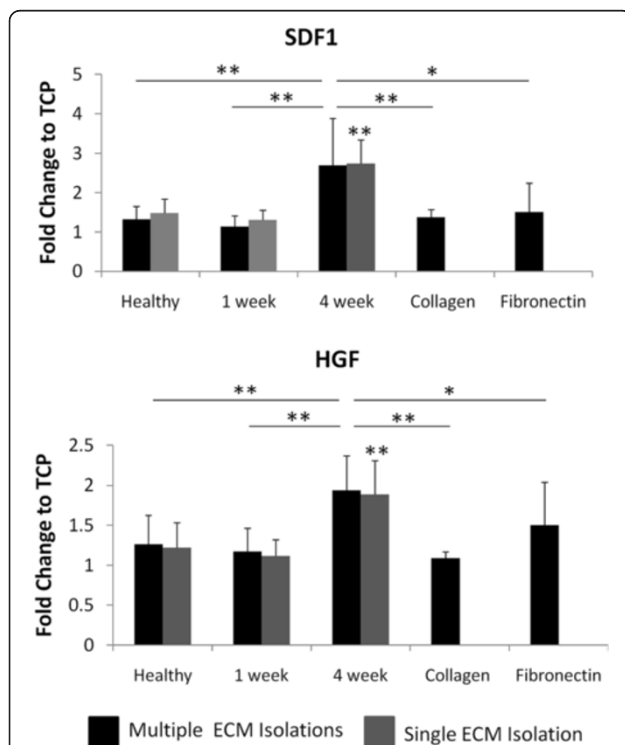 SDF1
Fold Change to TCP
5
4
3
2
1
0
** *
** **
**
Healthy 1 week 4 week Collagen Fibronectin
HGF
Fold Change to TCP
2.5
2
1.5
1
0.5
0
** *
** **
**
Healthy 1 week 4 week Collagen Fibronectin
Multiple ECM Isolations Single ECM Isolation